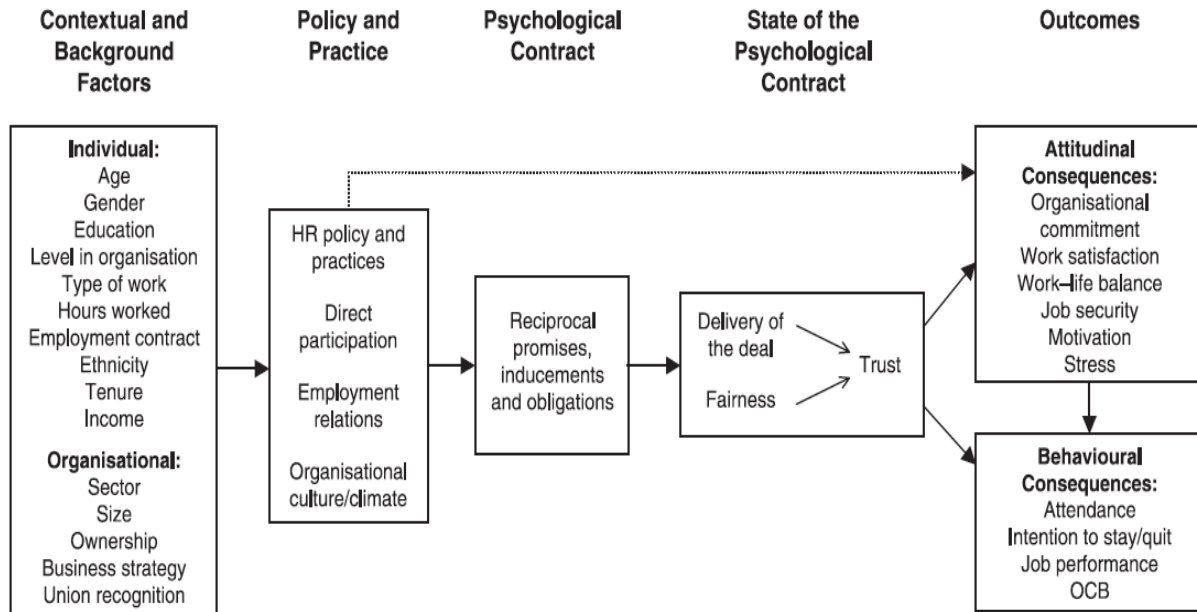 Contextual and
Background
Factors
Policy and
Practice
Psychological
Contract
State of the
Psychological
Contract
Outcomes
Individual:
Age
Gender
Education
Level in organisation
Type of work
Hours worked
Employment contract
Ethnicity
Tenure
Income
Organisational:
Sector
Size
Ownership
Business strategy
Union recognition
HR policy and
practices
Direct
participation
Employment
relations
Organisational
culture/climate
Reciprocal
promises,
inducements
and obligations
Delivery of
the deal
Fairness
Trust
Attitudinal
Consequences:
Organisational
commitment
Work satisfaction
Work–life balance
Job security
Motivation
Stress
Behavioural
Consequences:
Attendance
Intention to stay/quit
Job performance
OCB